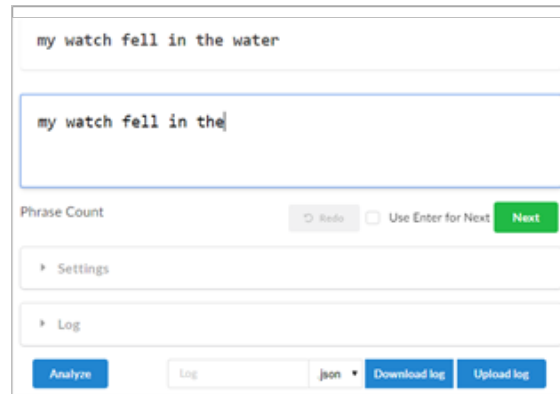 my watch fell in the water
my watch fell in the
Phrase Count
Redo Use Enter for Next Next
Settings
Log
Analyze Log .json Download log Upload log